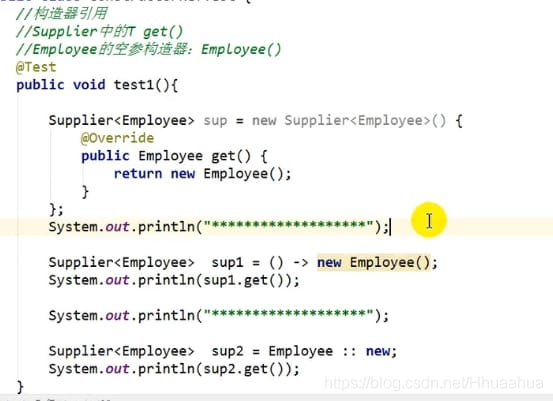 //构造器引用
//Supplier中的T get()
//Employee的空参构造器：Employee()
@Test
public void test1(){
Supplier<Employee> sup = new Supplier<Employee>() {
@Override
public Employee get() {
return new Employee();
}
};
System.out.println("*******************");
Supplier<Employee>  sup1 = () -> new Employee();
System.out.println(sup1.get());
System.out.println("*******************");
Supplier<Employee>  sup2 = Employee :: new;
System.out.println(sup2.get());
}
https://blog.csdn.net/Hhuaahua